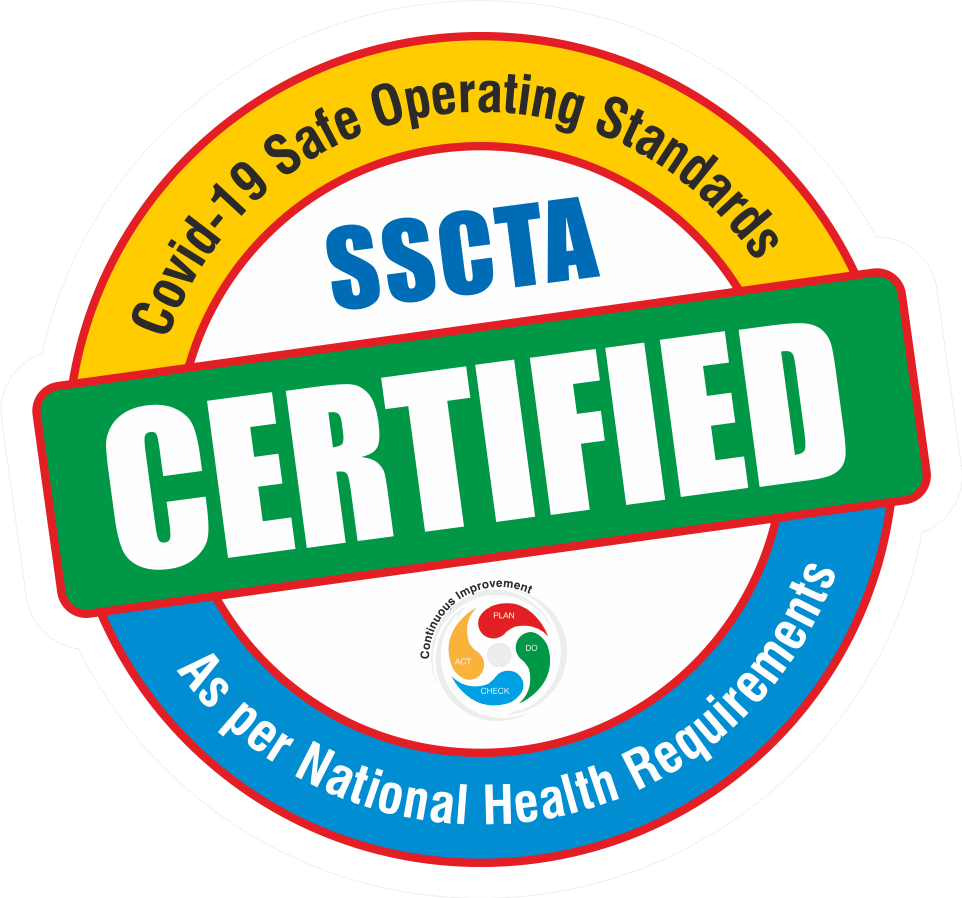 Covid-19 Safe Operating Standards
SSCTA
CERTIFIED
Continuous Improvement
PLAN
DO
CHECK
ACT
As per National Health Requirements